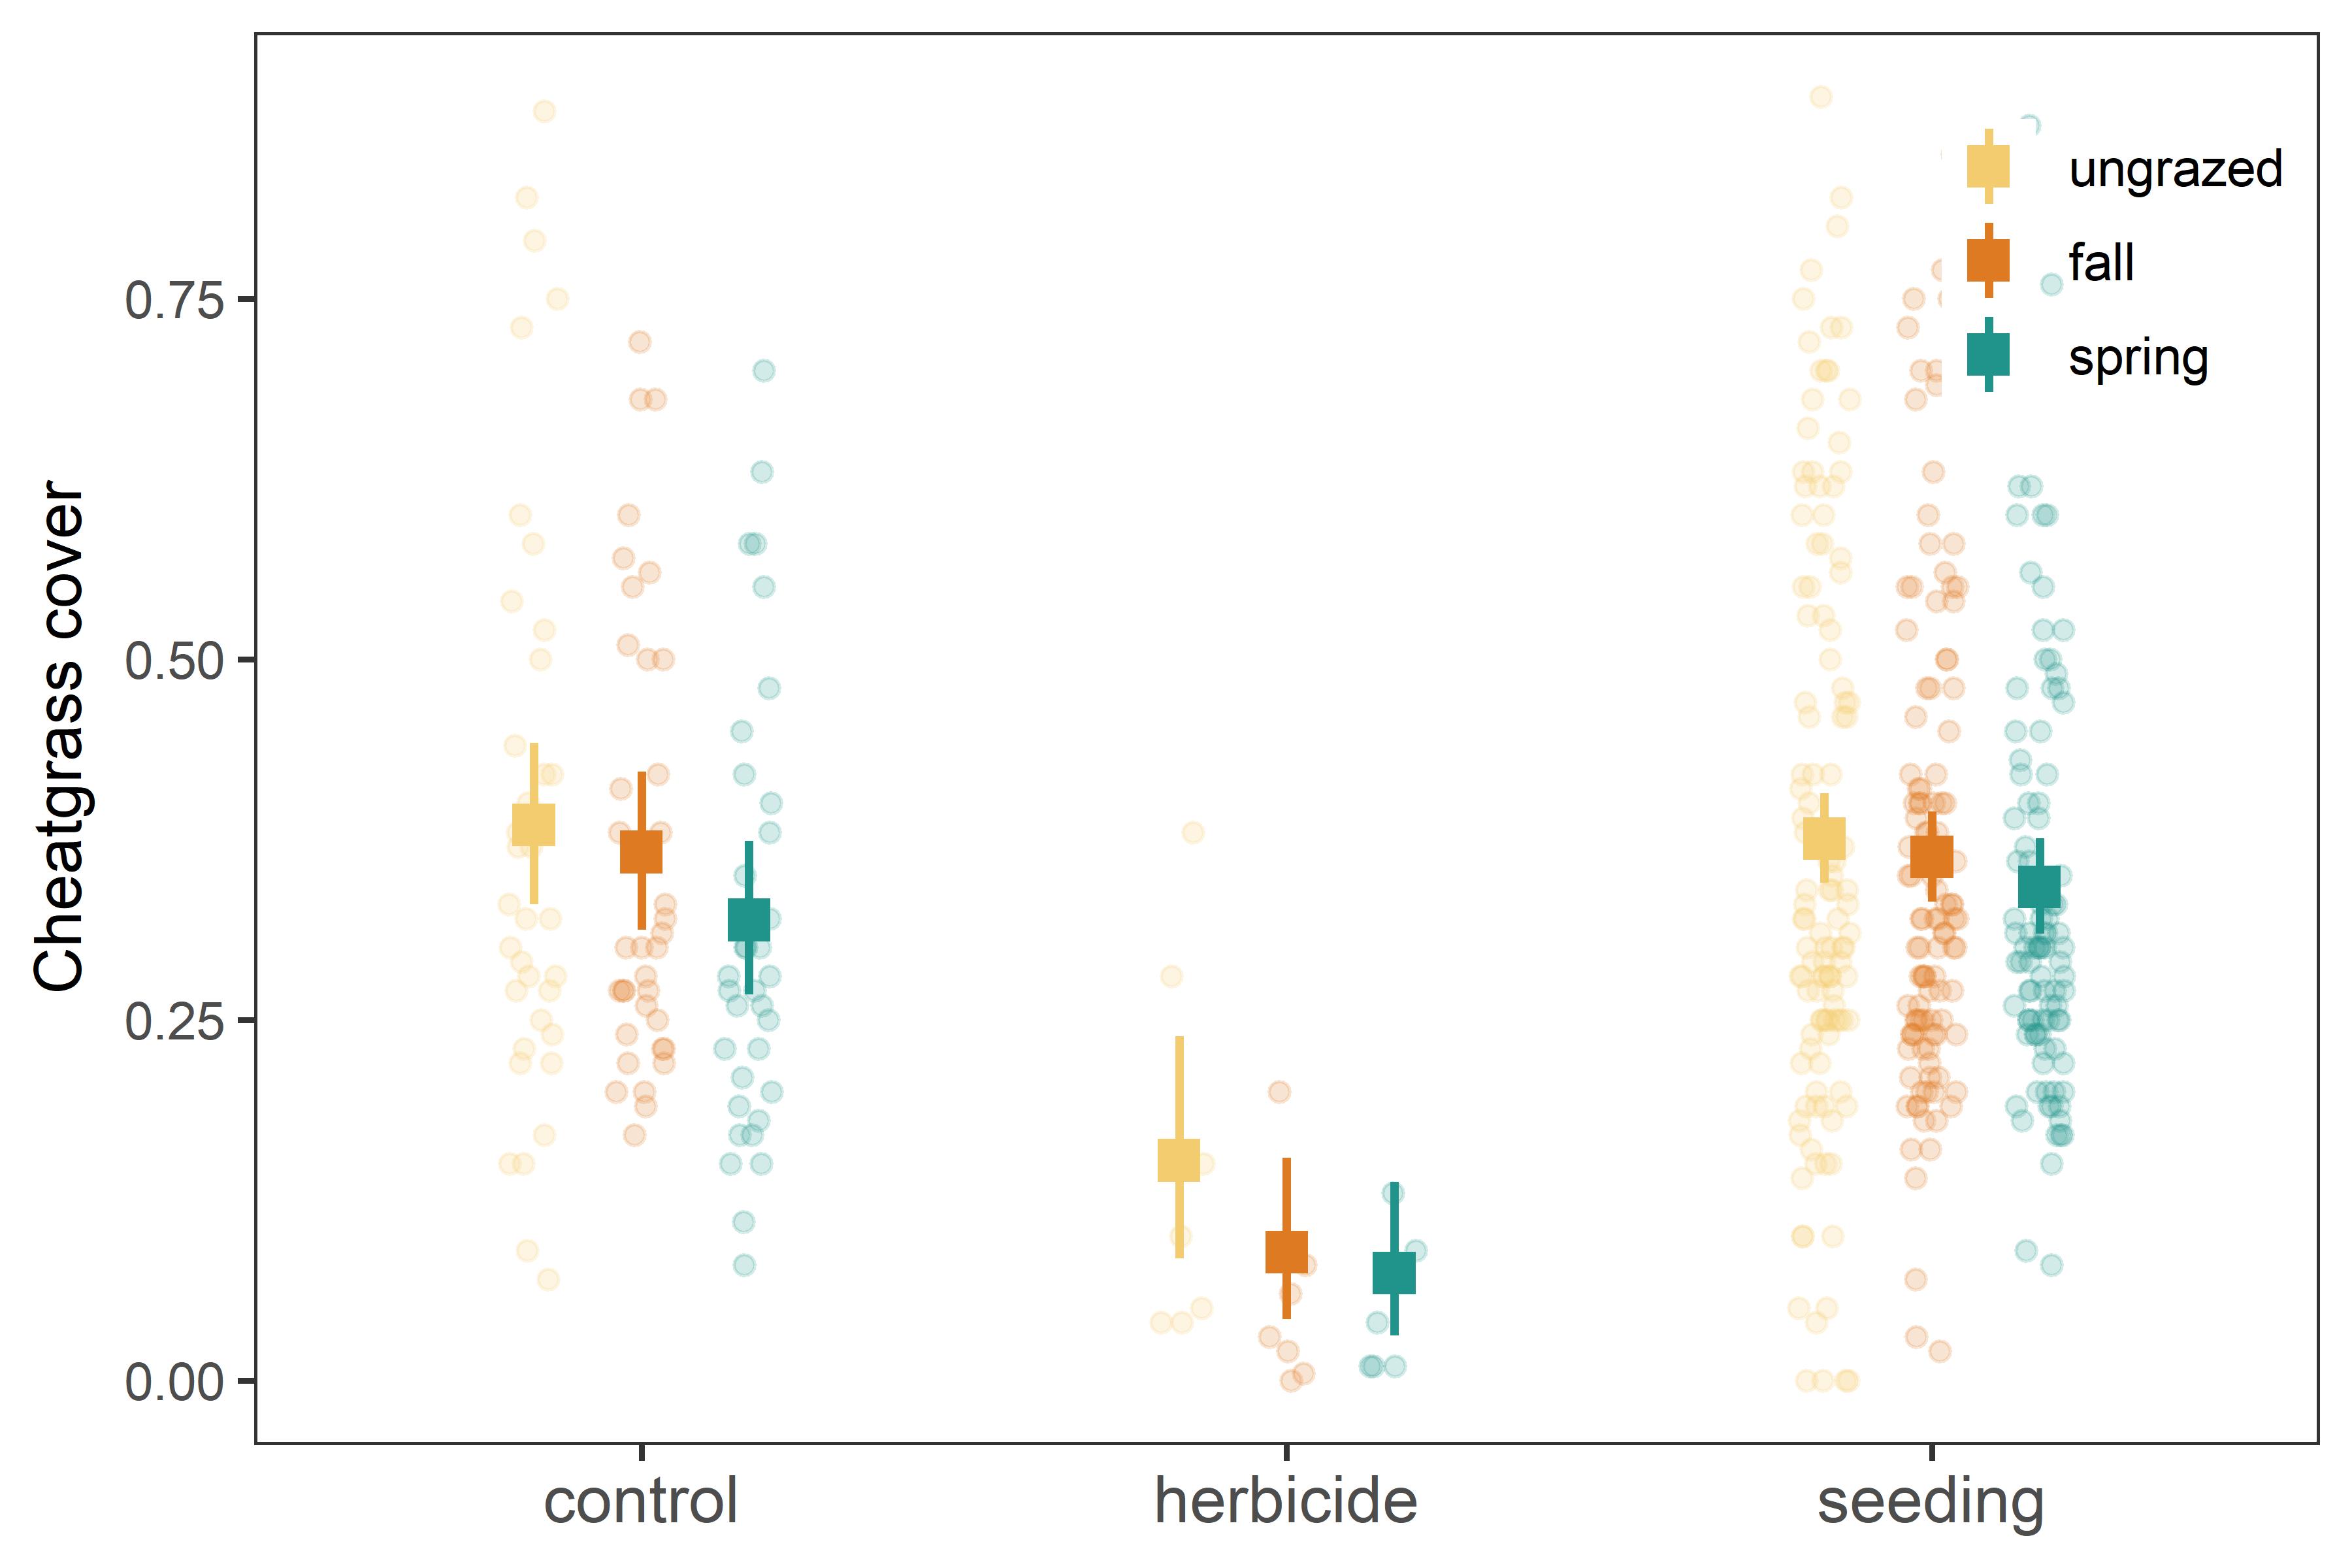 Cheatgrass cover
0.75
0.50
0.25
0.00
control
herbicide
seeding
ungrazed
fall
spring